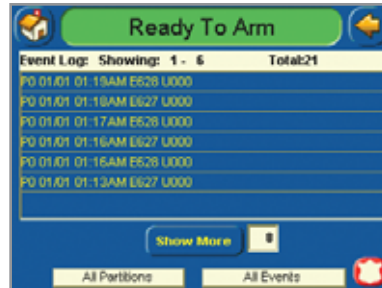 Ready To Arm
Event Log: Showing: 1 - 6 Total:21
P0 01/01 01:19AM E628 U000
P0 01/01 01:18AM E627 U000
P0 01/01 01:17AM E628 U000
P0 01/01 01:16AM E627 U000
P0 01/01 01:15AM E628 U000
P0 01/01 01:13AM E627 U000
Show More
All Partitions All Events